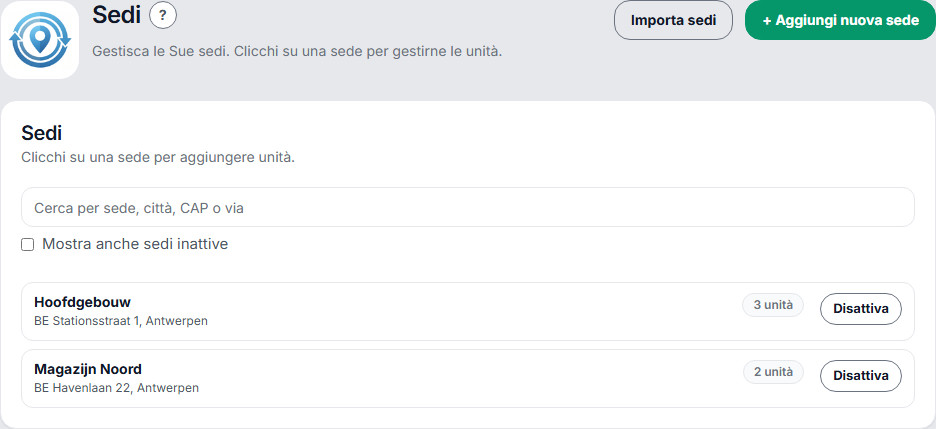 Sedi ?
Importa sedi
+ Aggiungi nuova sede
Gestisca le Sue sedi. Clicchi su una sede per gestirne le unità.
Sedi
Clicchi su una sede per aggiungere unità.
Cerca per sede, città, CAP o via
Mostra anche sedi inattive
Hoofdgebouw
BE Stationsstraat 1, Antwerpen
3 unità
Disattiva
Magazijn Noord
BE Havenlaan 22, Antwerpen
2 unità
Disattiva